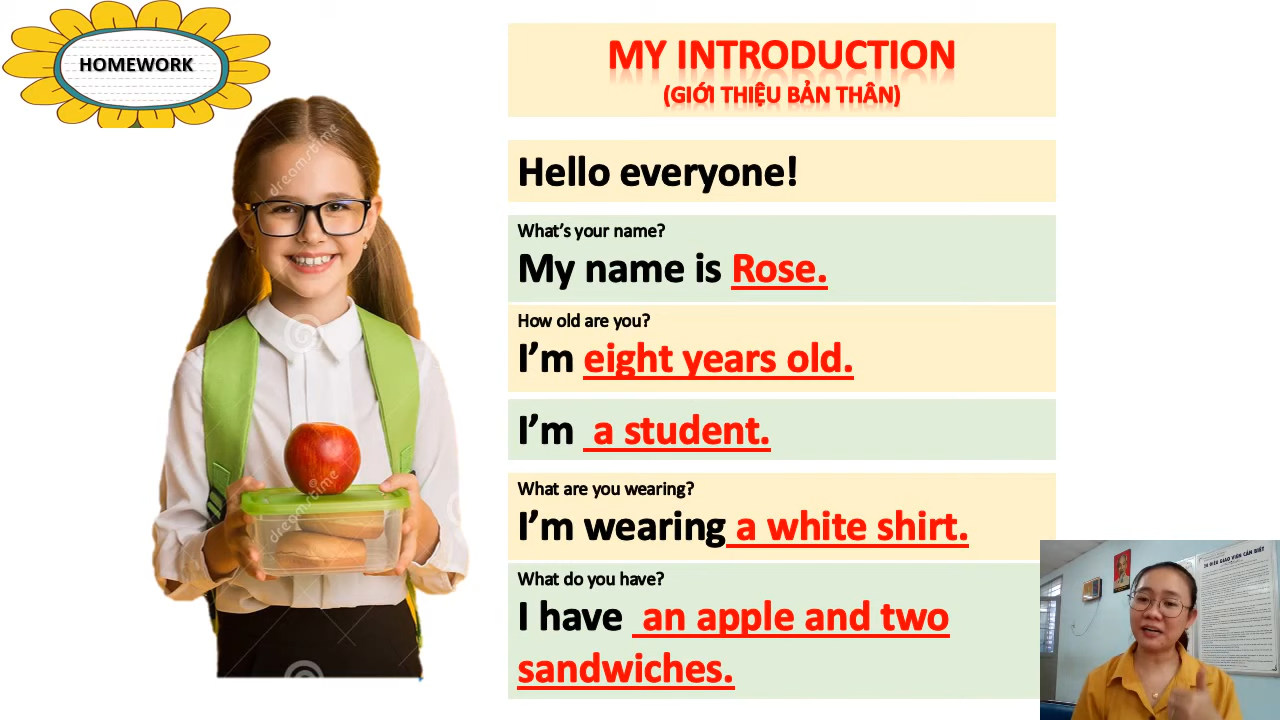 HOMEWORK
MY INTRODUCTION
(GIỚI THIỆU BẢN THÂN)
Hello everyone!
What's your name?
My name is Rose.
How old are you?
I'm eight years old.
I'm a student.
What are you wearing?
I'm wearing a white shirt.
What do you have?
I have an apple and two
sandwiches.
dreamstime
dreamstime